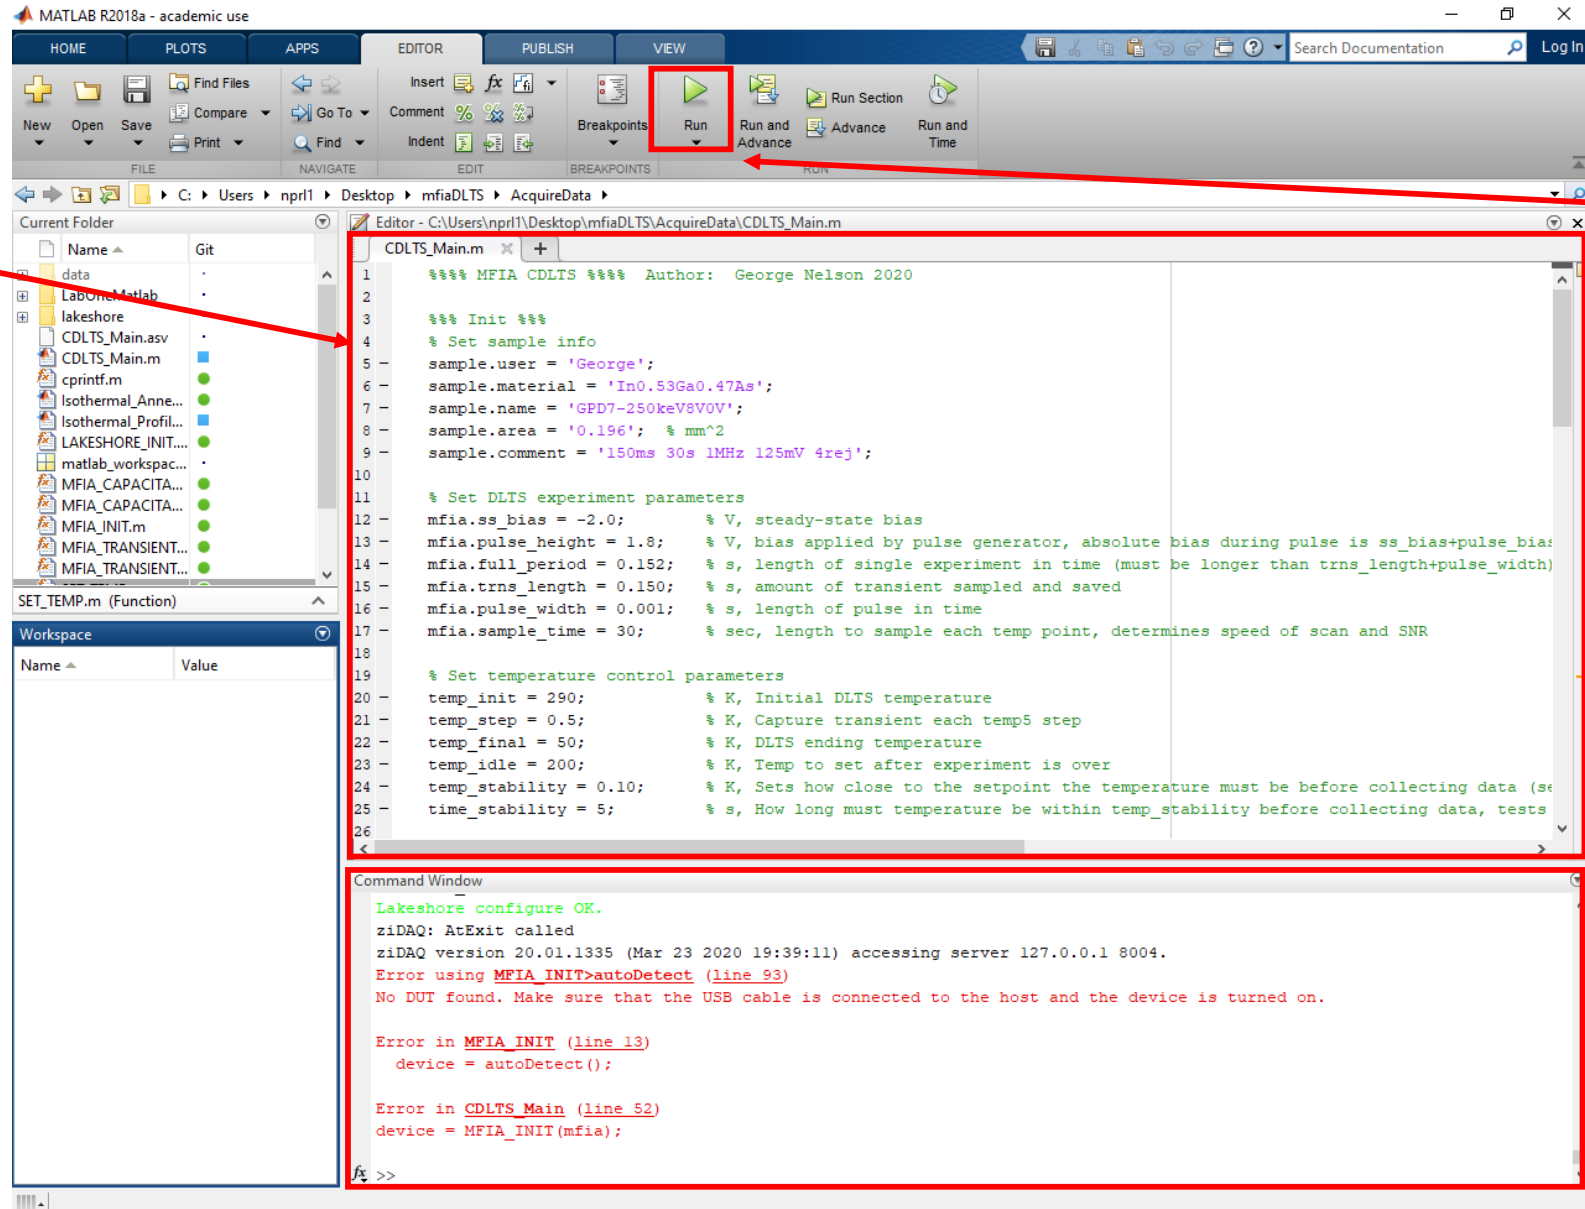 MATLAB R2018a - academic use
HOME PLOTS APPS EDITOR PUBLISH VIEW
Search Documentation
Log In
New Open Save
Find Files
Compare
Print
FILE
Go To
Find
NAVIGATE
Insert fx fi
Comment
Indent
EDIT
Breakpoints
BREAKPOINTS
Run
Run and Advance
Run Section
Advance
Run and Time
RUN
C: Users nprl1 Desktop mfiaDLTS AcquireData
Current Folder
Name Git
data
LabOneMatlab
lakeshore
CDLTS_Main.asv
CDLTS_Main.m
cprintf.m
Isothermal_Anne...
Isothermal_Profil...
LAKESHORE_INIT....
matlab_workspac...
MFIA_CAPACITA...
MFIA_CAPACITA...
MFIA_INIT.m
MFIA_TRANSIENT...
MFIA_TRANSIENT...
SET_TEMP.m (Function)
Workspace
Name Value
Editor - C:\Users\nprl1\Desktop\mfiaDLTS\AcquireData\CDLTS_Main.m
CDLTS_Main.m
1 %%%% MFIA CDLTS %%%% Author: George Nelson 2020
2
3 %%% Init %%%
4 % Set sample info
5 – sample.user = 'George';
6 – sample.material = 'In0.53Ga0.47As';
7 – sample.name = 'GPD7-250keV8V0V';
8 – sample.area = '0.196'; % mm^2
9 – sample.comment = '150ms 30s 1MHz 125mV 4rej';
10
11 % Set DLTS experiment parameters
12 – mfia.ss_bias = -2.0; % V, steady-state bias
13 – mfia.pulse_height = 1.8; % V, bias applied by pulse generator, absolute bias during pulse is ss_bias+pulse_bias
14 – mfia.full_period = 0.152; % s, length of single experiment in time (must be longer than trns_length+pulse_width)
15 – mfia.trns_length = 0.150; % s, amount of transient sampled and saved
16 – mfia.pulse_width = 0.001; % s, length of pulse in time
17 – mfia.sample_time = 30; % sec, length to sample each temp point, determines speed of scan and SNR
18
19 % Set temperature control parameters
20 – temp_init = 290; % K, Initial DLTS temperature
21 – temp_step = 0.5; % K, Capture transient each temp5 step
22 – temp_final = 50; % K, DLTS ending temperature
23 – temp_idle = 200; % K, Temp to set after experiment is over
24 – temp_stability = 0.10; % K, Sets how close to the setpoint the temperature must be before collecting data (se
25 – time_stability = 5; % s, How long must temperature be within temp_stability before collecting data, tests
26
Command Window
Lakeshore configure OK.
ziDAQ: AtExit called
ziDAQ version 20.01.1335 (Mar 23 2020 19:39:11) accessing server 127.0.0.1 8004.
Error using MFIA_INIT>autoDetect (line 93)
No DUT found. Make sure that the USB cable is connected to the host and the device is turned on.
Error in MFIA_INIT (line 13)
device = autoDetect();
Error in CDLTS_Main (line 52)
device = MFIA_INIT(mfia);
fx >>